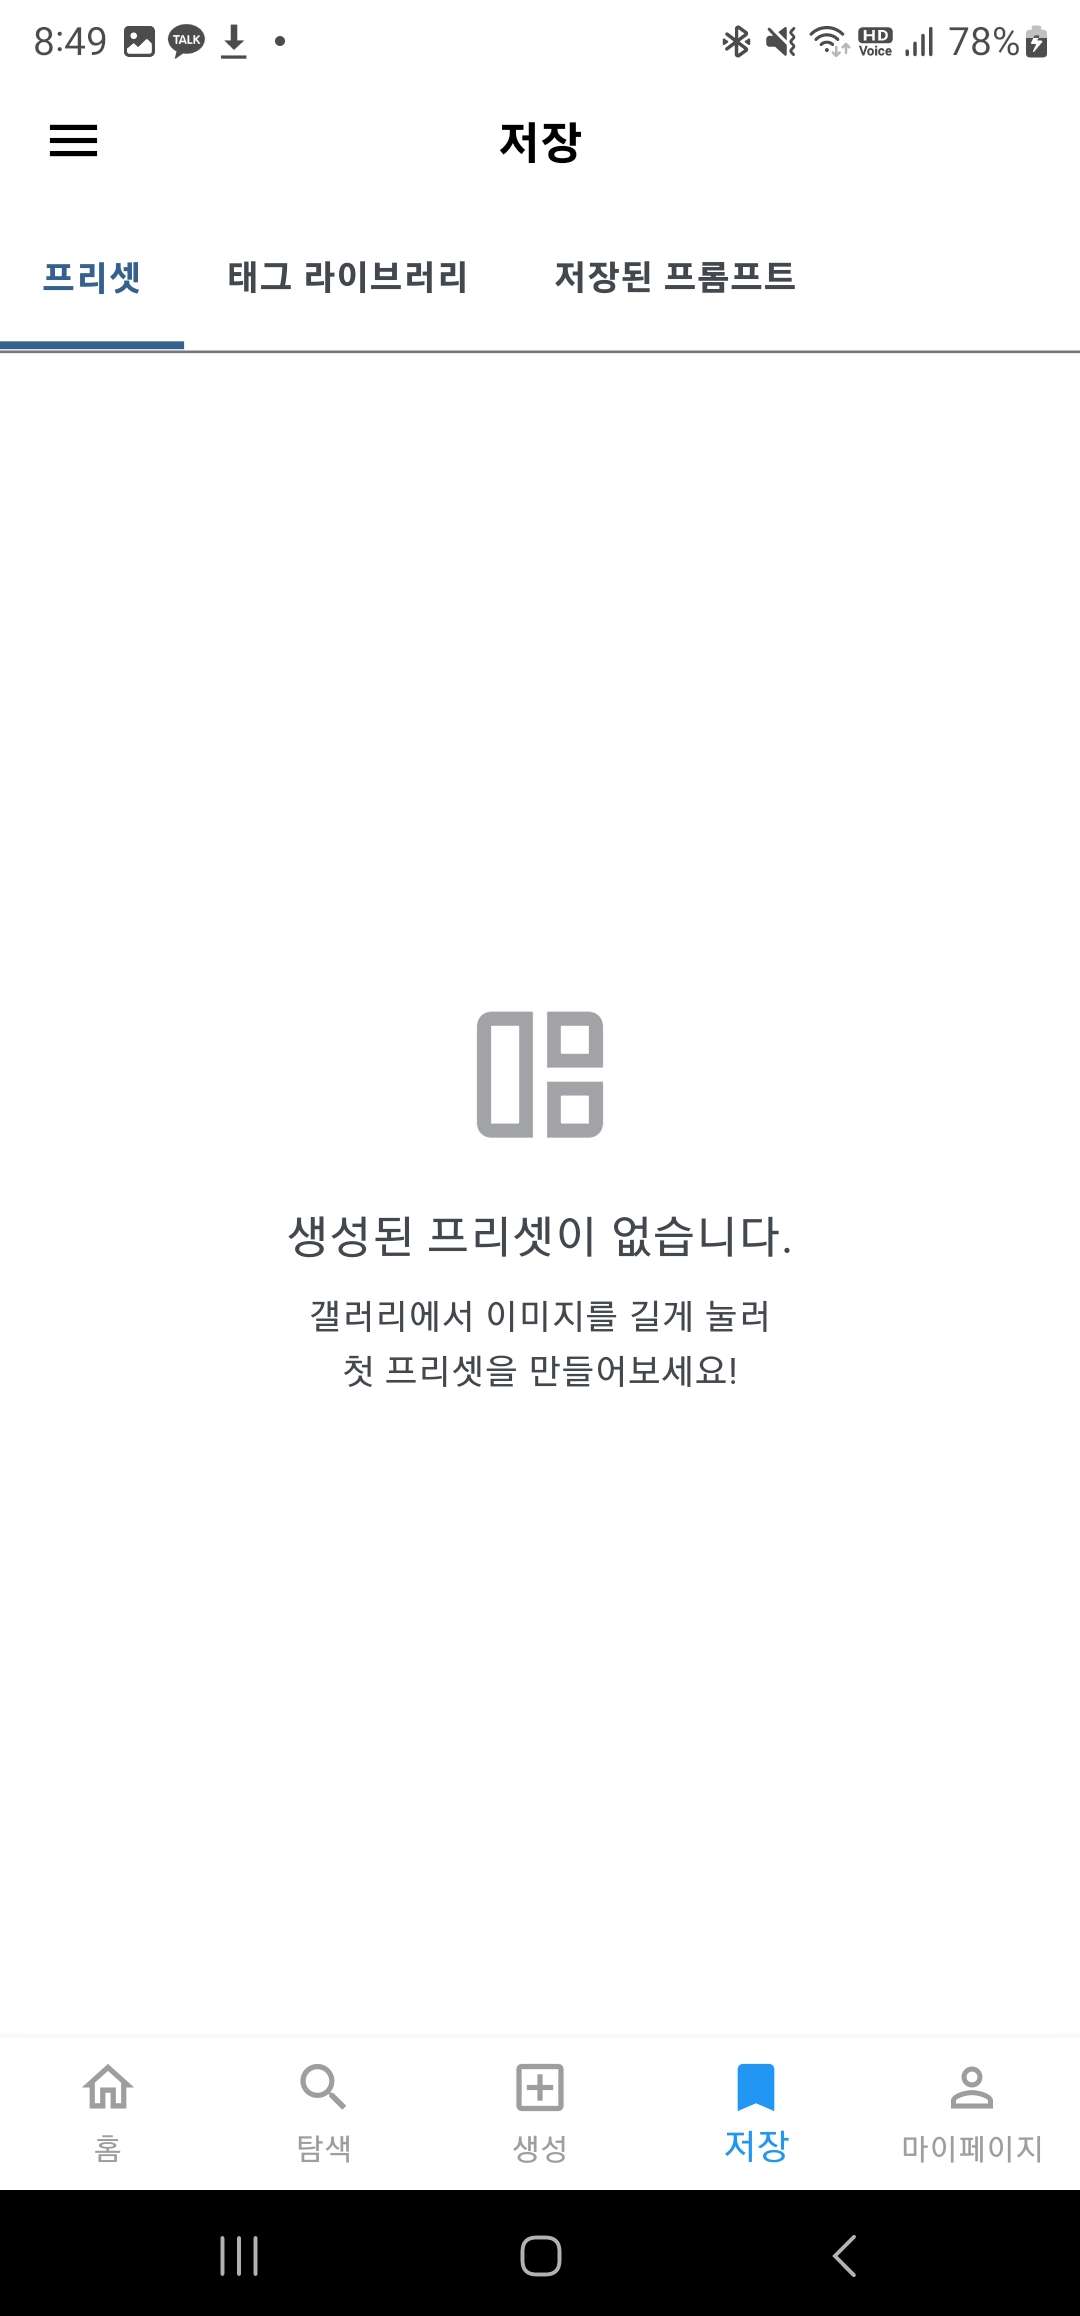 8:49 TALK HD Voice 78%
저장
프리셋 태그 라이브러리 저장된 프롬프트
생성된 프리셋이 없습니다.
갤러리에서 이미지를 길게 눌러
첫 프리셋을 만들어보세요!
홈 탐색 생성 저장 마이페이지